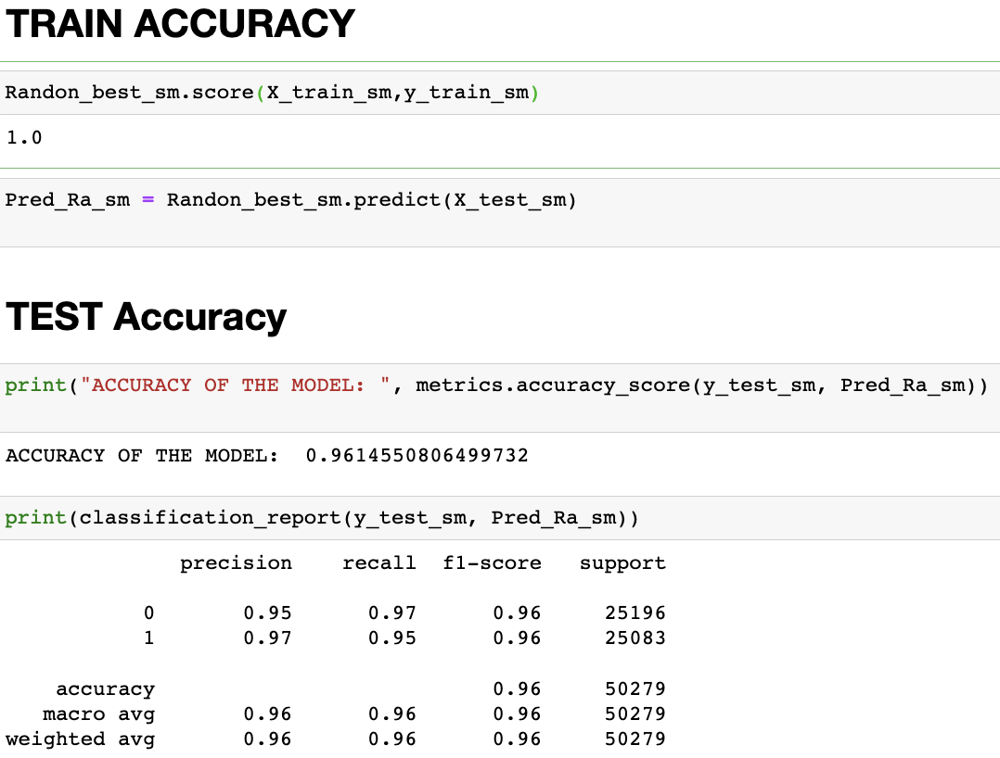 TRAIN ACCURACY
Randon_best_sm.score(X_train_sm,y_train_sm)
1.0
Pred_Ra_sm = Randon_best_sm.predict(X_test_sm)
TEST Accuracy
print("ACCURACY OF THE MODEL: ", metrics.accuracy_score(y_test_sm, Pred_Ra_sm))
ACCURACY OF THE MODEL:  0.9614550806499732
print(classification_report(y_test_sm, Pred_Ra_sm))
precision recall f1-score support
0 0.95 0.97 0.96 25196
1 0.97 0.95 0.96 25083
accuracy 0.96 50279
macro avg 0.96 0.96 0.96 50279
weighted avg 0.96 0.96 0.96 50279